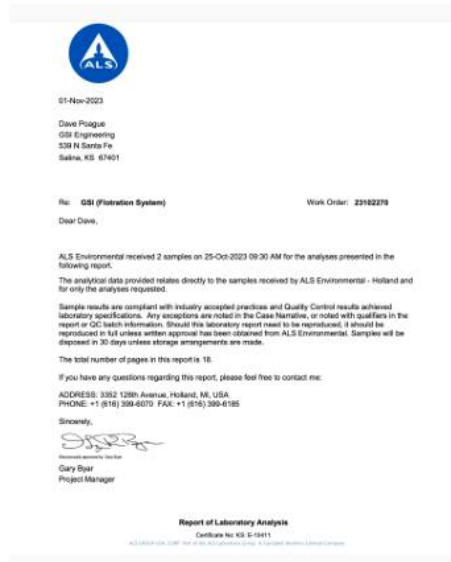 ALS
01-Nov-2023
Dave Poague
GSI Engineering
539 N Santa Fe
Salina, KS 67401
Re: GSI (Flotration System) Work Order: 23102270
Dear Dave,
ALS Environmental received 2 samples on 25-Oct-2023 09:30 AM for the analyses presented in the
following report.
The analytical data provided relates directly to the samples received by ALS Environmental - Holland and
for only the analyses requested.
Sample results are compliant with industry accepted practices and Quality Control results achieved
laboratory specifications. Any exceptions are noted in the Case Narrative, or noted with qualifiers in the
report or QC batch information. Should this laboratory report need to be reproduced, it should be
reproduced in full unless written approval has been obtained from ALS Environmental. Samples will be
disposed in 30 days unless storage arrangements are made.
The total number of pages in this report is 18.
If you have any questions regarding this report, please feel free to contact me:
ADDRESS: 3352 128th Avenue, Holland, MI, USA
PHONE: +1 (616) 399-6070 FAX: +1 (616) 399-6185
Sincerely,
Electronically approved by: Gary Byar
Gary Byar
Project Manager
Report of Laboratory Analysis
Certificate No: KS: E-10411